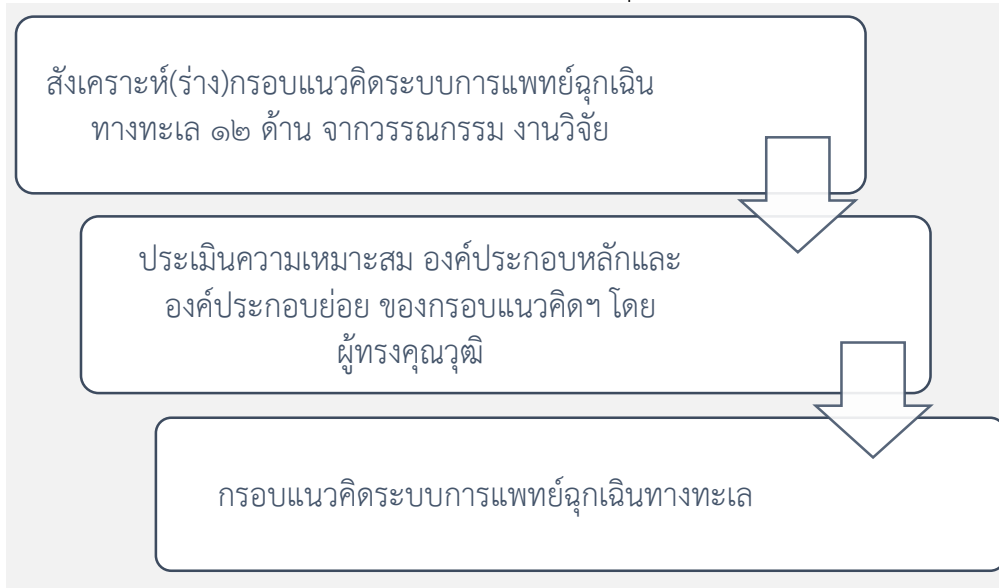 สังเคราะห์(ร่าง)กรอบแนวคิดระบบการแพทย์ฉุกเฉิน
ทางทะเล ๑๒ ด้าน จากวรรณกรรม งานวิจัย
ประเมินความเหมาะสม องค์ประกอบหลักและ
องค์ประกอบย่อย ของกรอบแนวคิดฯ โดย
ผู้ทรงคุณวุฒิ
กรอบแนวคิดระบบการแพทย์ฉุกเฉินทางทะเล